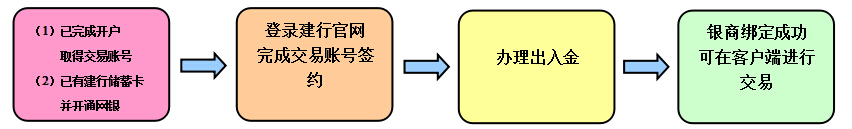 （1）已完成开户
取得交易账号
（2）已有建行储蓄卡
并开通网银
登录建行官网
完成交易账号签
约
办理出入金
银商绑定成功
可在客户端进行
交易